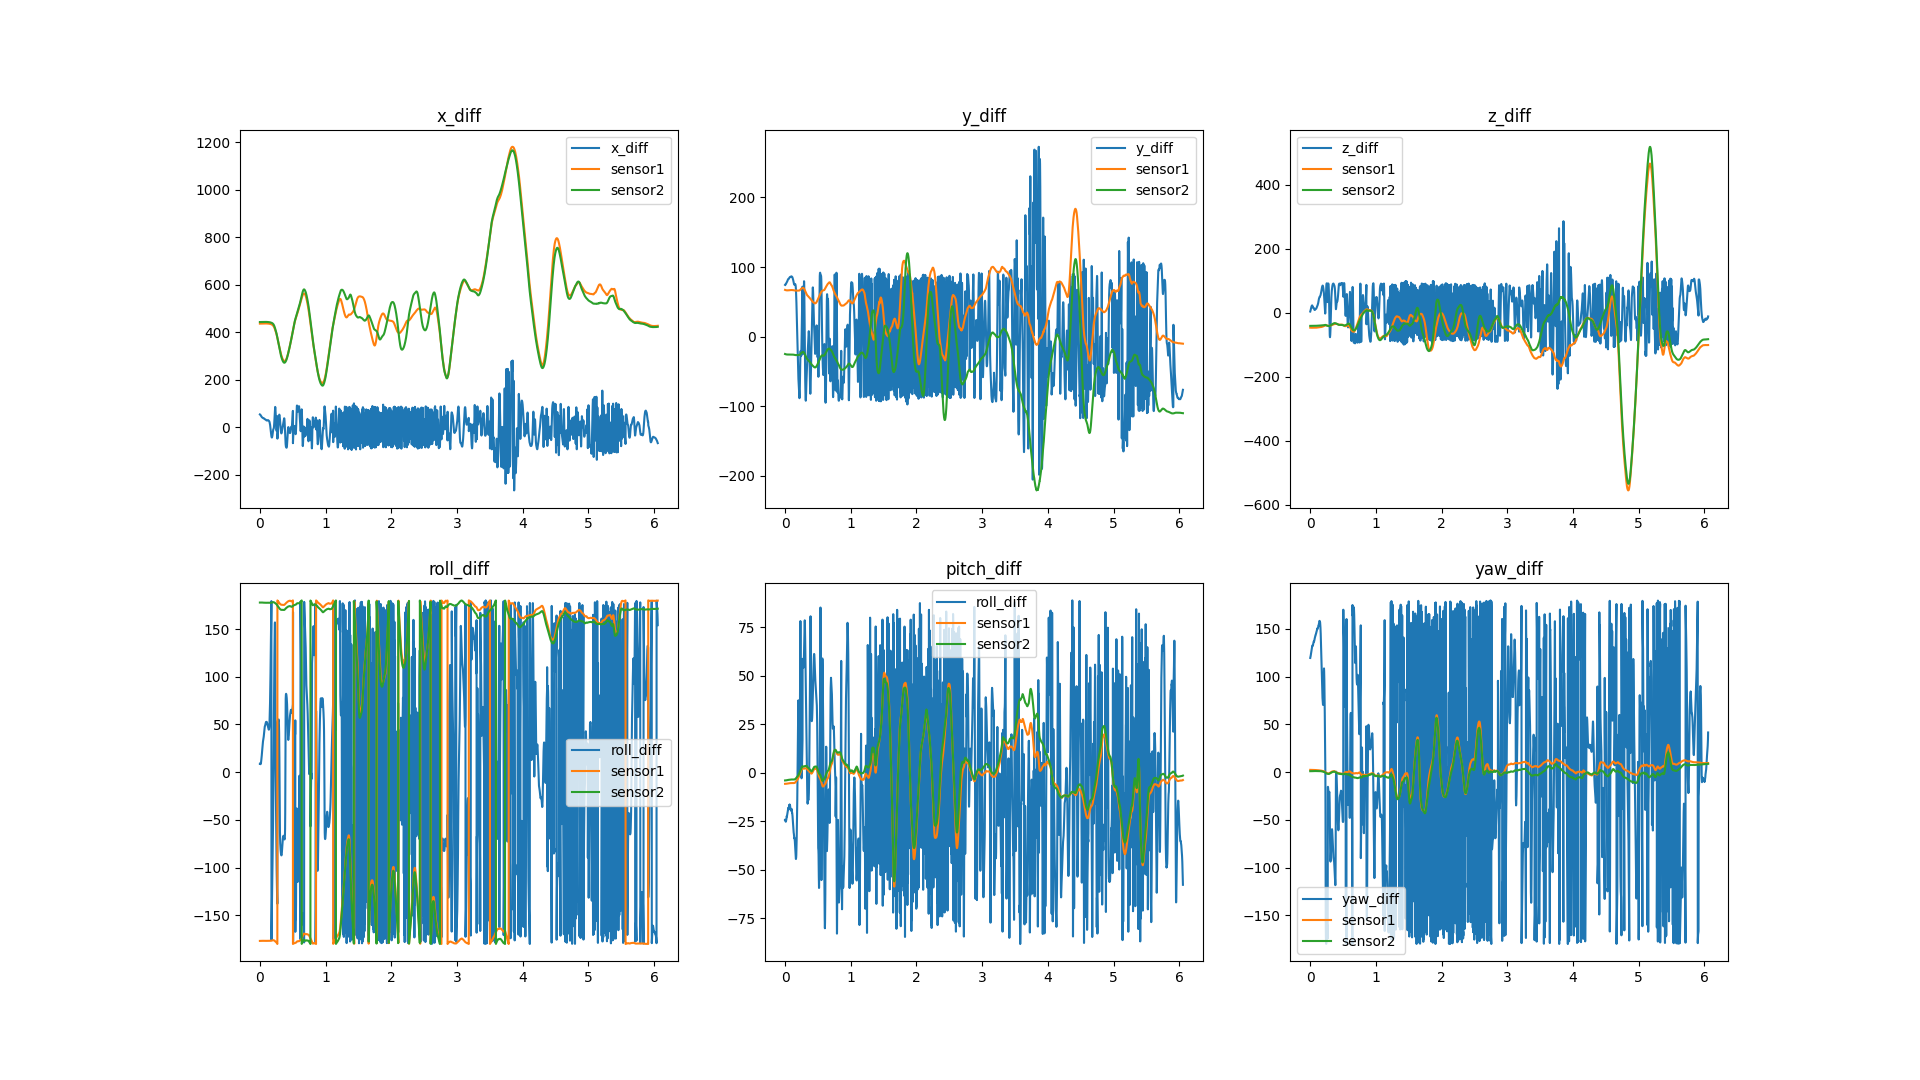 x_diff
1200
1000
800
600
400
200
0
−200
0 1 2 3 4 5 6
x_diff
sensor1
sensor2
y_diff
200
100
0
−100
−200
0 1 2 3 4 5 6
y_diff
sensor1
sensor2
z_diff
400
200
0
−200
−400
−600
0 1 2 3 4 5 6
z_diff
sensor1
sensor2
roll_diff
150
100
50
0
−50
−100
−150
0 1 2 3 4 5 6
roll_diff
sensor1
sensor2
pitch_diff
75
50
25
0
−25
−50
−75
0 1 2 3 4 5 6
roll_diff
sensor1
sensor2
yaw_diff
150
100
50
0
−50
−100
−150
0 1 2 3 4 5 6
yaw_diff
sensor1
sensor2